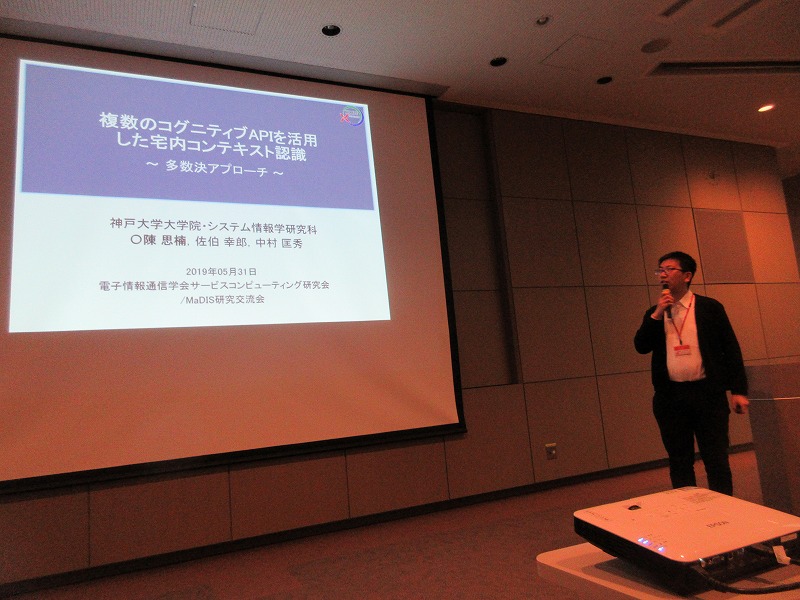 複数のコグニティブAPIを活用
した宅内コンテキスト認識
～ 多数決アプローチ ～
神戸大学大学院・システム情報学研究科
〇陳 思楠, 佐伯 幸郎, 中村 匡秀
2019年05月31日
電子情報通信学会サービスコンピューティング研究会
/MaDIS研究交流会
EPSON